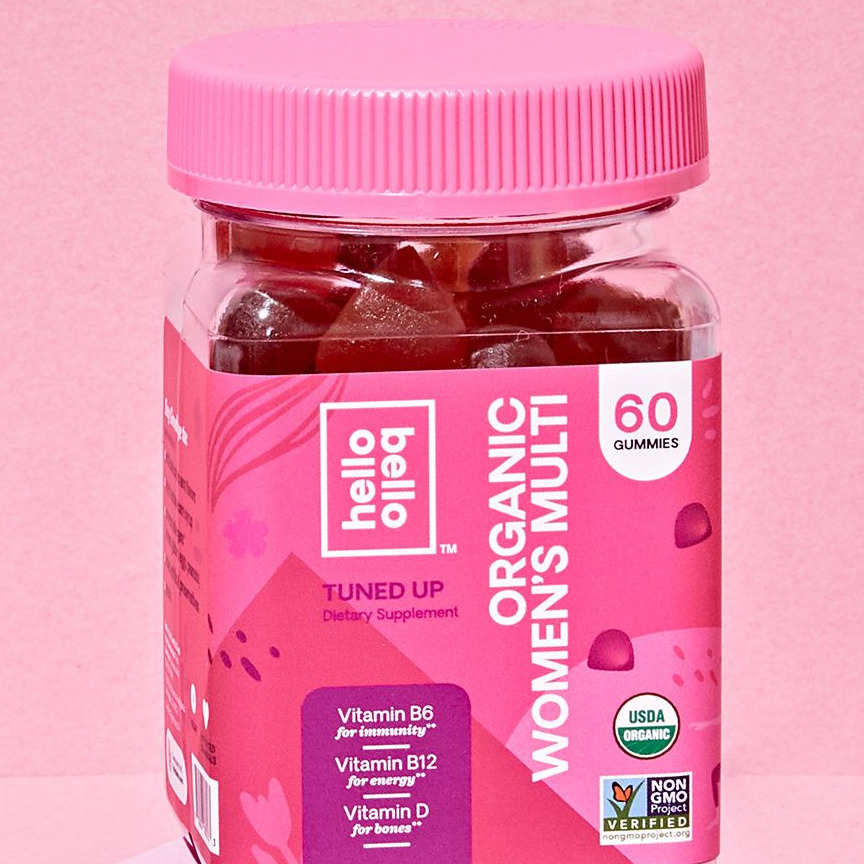 hello
bello
TM
TUNED UP
Dietary Supplement
ORGANIC
WOMEN'S MULTI
60
GUMMIES
Vitamin B6
for immunity**
Vitamin B12
for energy**
Vitamin D
for bones**
USDA
ORGANIC
NON
GMO
Project
VERIFIED
nongmoproject.org